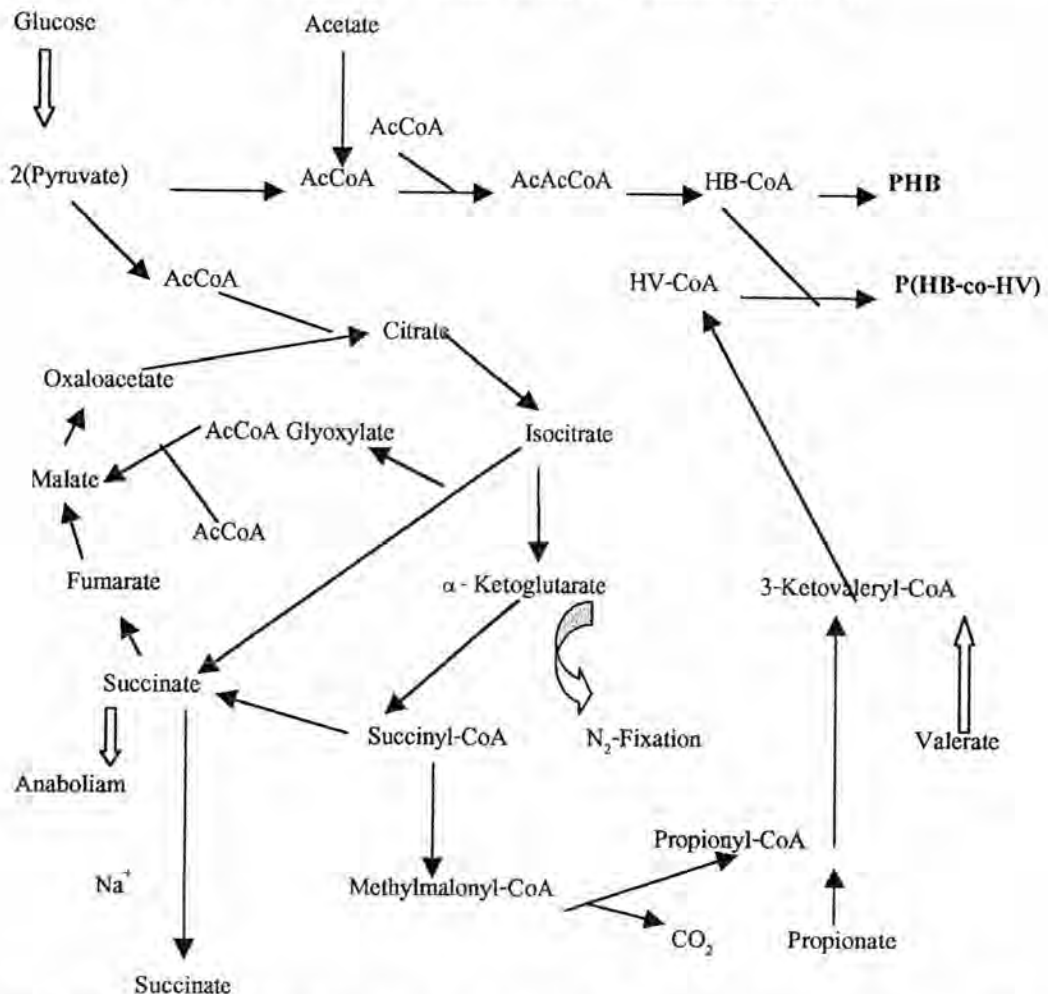 Glucose
Acetate
AcCoA
2(Pyruvate)
AcCoA
AcAcCoA
HB-CoA
PHB
AcCoA
HV-CoA
P(HB-co-HV)
Citrate
Oxaloacetate
AcCoA Glyoxylate
Isocitrate
Malate
AcCoA
Fumarate
α- Ketoglutarate
3-Ketovaleryl-CoA
Succinate
Succinyl-CoA
N₂-Fixation
Valerate
Anaboliam
Propionyl-CoA
Na⁺
Methylmalonyl-CoA
CO₂
Propionate
Succinate